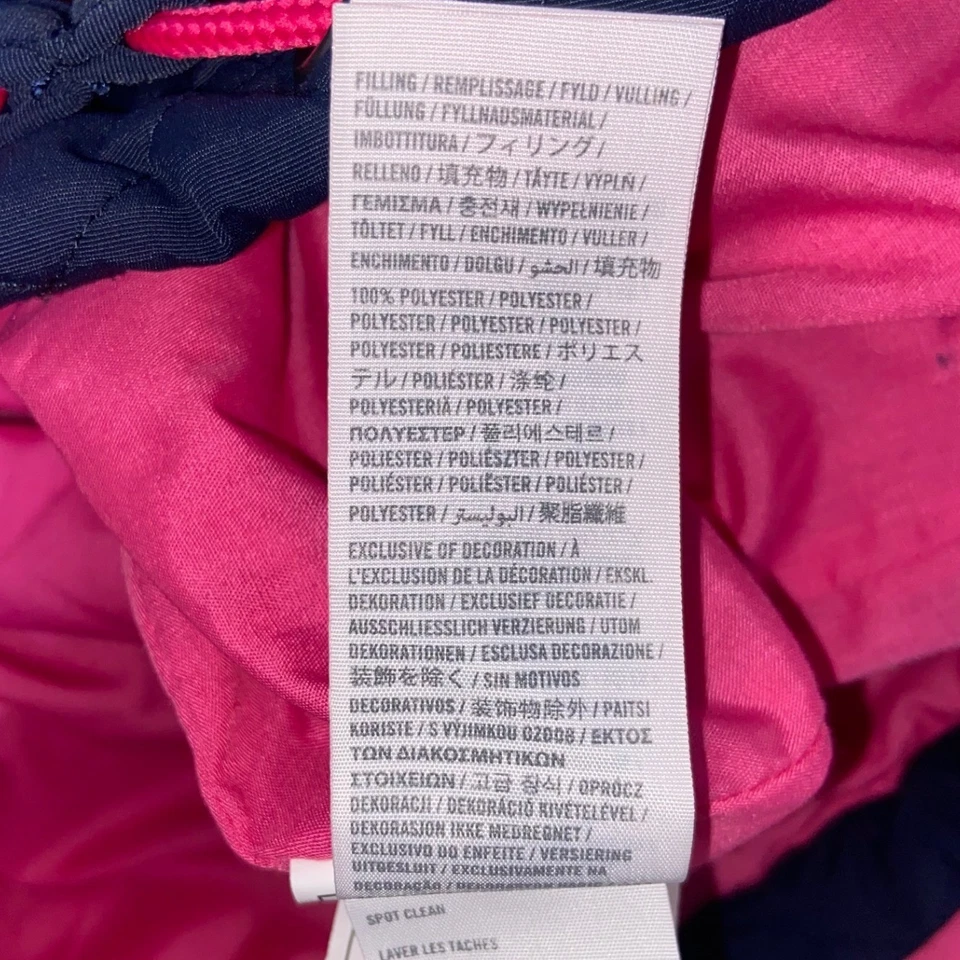 FILLING / REMPLISSAGE / FYLD / VULLING /
FÜLLUNG / FYLLNADSMATERIAL /
IMBOTTITURA / フィリング /
RELLENO / 填充物 / TÄYTE / VÝPLŇ /
ΓΕΜΙΣΜΑ / 충전재 / WYPEŁNIENIE /
TÖLTET / FYLL / ENCHIMENTO / VULLER /
ENCHIMENTO / DOLGU / الحشو / 填充物
100% POLYESTER / POLYESTER /
POLYESTER / POLYESTER / POLYESTER /
POLYESTER / POLIESTERE / ポリエス
テル / POLIÉSTER / 涤纶 /
POLYESTERIÄ / POLYESTER /
ΠΟΛΥΕΣΤΕΡ / 폴리에스테르 /
POLIESTER / POLIÉSZTER / POLYESTER /
POLIÉSTER / POLIËSTER / POLIÉSTER /
POLYESTER / البوليستر / 聚脂纖維
EXCLUSIVE OF DECORATION / À
L'EXCLUSION DE LA DÉCORATION / EKSKL.
DEKORATION / EXCLUSIEF DECORATIE /
AUSSCHLIESSLICH VERZIERUNG / UTOM
DEKORATIONEN / ESCLUSA DECORAZIONE /
装飾を除く / SIN MOTIVOS
DECORATIVOS / 装饰物除外 / PAITSI
KORISTE / S VÝJIMKOU OZDOB / ΕΚΤΟΣ
ΤΩΝ ΔΙΑΚΟΣΜΗΤΙΚΩΝ
ΣΤΟΙΧΕΙΩΝ / 고급 장식 / OPRÓCZ
DEKORACJI / DEKORÁCIÓ KIVÉTELÉVEL /
DEKORASJON IKKE MEDREGNET /
EXCLUSIVO DO ENFEITE / VERSIERING
UITGESLUIT / EXCLUSIVAMENTE NA
DECORAÇÃO /
SPOT CLEAN
LAVER LES TACHES